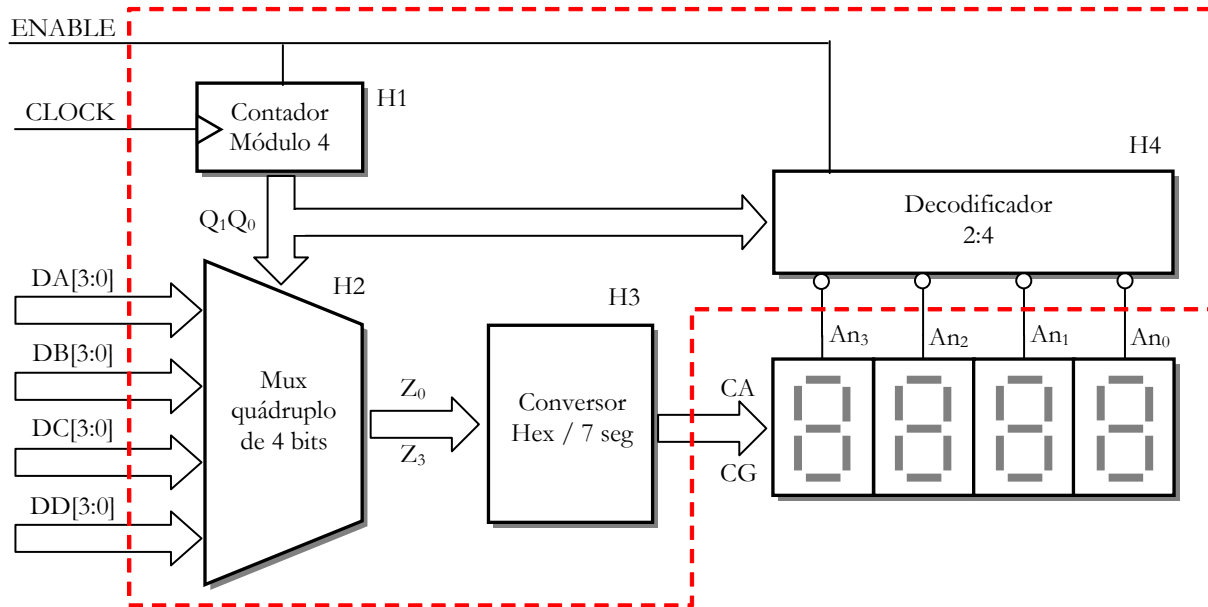 ENABLE
CLOCK
Contador
Módulo 4
H1
H4
Decodificador
2:4
Q₁Q₀
DA[3:0]
DB[3:0]
DC[3:0]
DD[3:0]
H2
Mux
quádruplo
de 4 bits
Z₀
Z₃
H3
Conversor
Hex / 7 seg
CA
CG
An₃
An₂
An₁
An₀